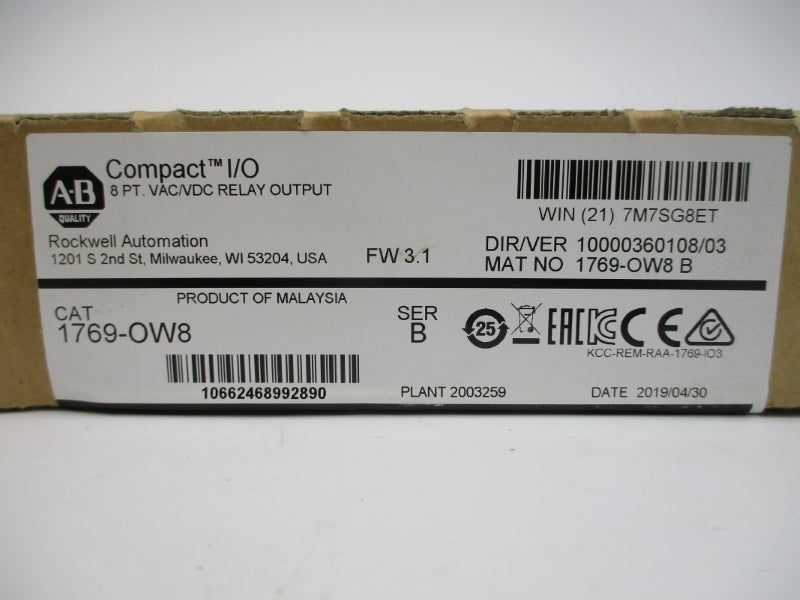 A·B
QUALITY
Compact™ I/O
8 PT. VAC/VDC RELAY OUTPUT
Rockwell Automation
1201 S 2nd St, Milwaukee, WI 53204, USA
FW 3.1
WIN (21) 7M7SG8ET
DIR/VER 10000360108/03
MAT NO 1769-OW8 B
PRODUCT OF MALAYSIA
CAT
1769-OW8
SER
B
25
EAC
CE
KCC-REM-RAA-1769-IO3
10662468992890
PLANT 2003259
DATE 2019/04/30